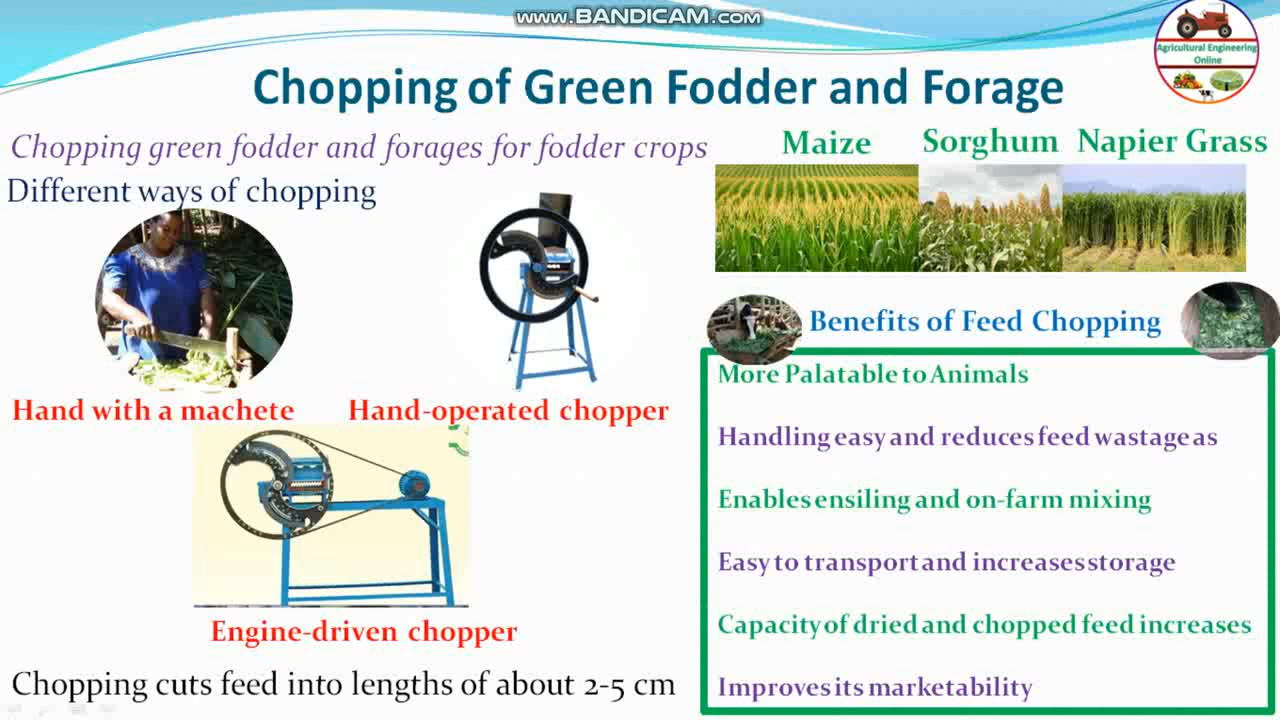 www.BANDICAM.com
Agricultural Engineering
Online
Chopping of Green Fodder and Forage
Chopping green fodder and forages for fodder crops
Different ways of chopping
Maize
Sorghum
Napier Grass
Hand with a machete
Hand-operated chopper
Engine-driven chopper
Chopping cuts feed into lengths of about 2-5 cm
Benefits of Feed Chopping
More Palatable to Animals
Handling easy and reduces feed wastage as
Enables ensiling and on-farm mixing
Easy to transport and increases storage
Capacity of dried and chopped feed increases
Improves its marketability